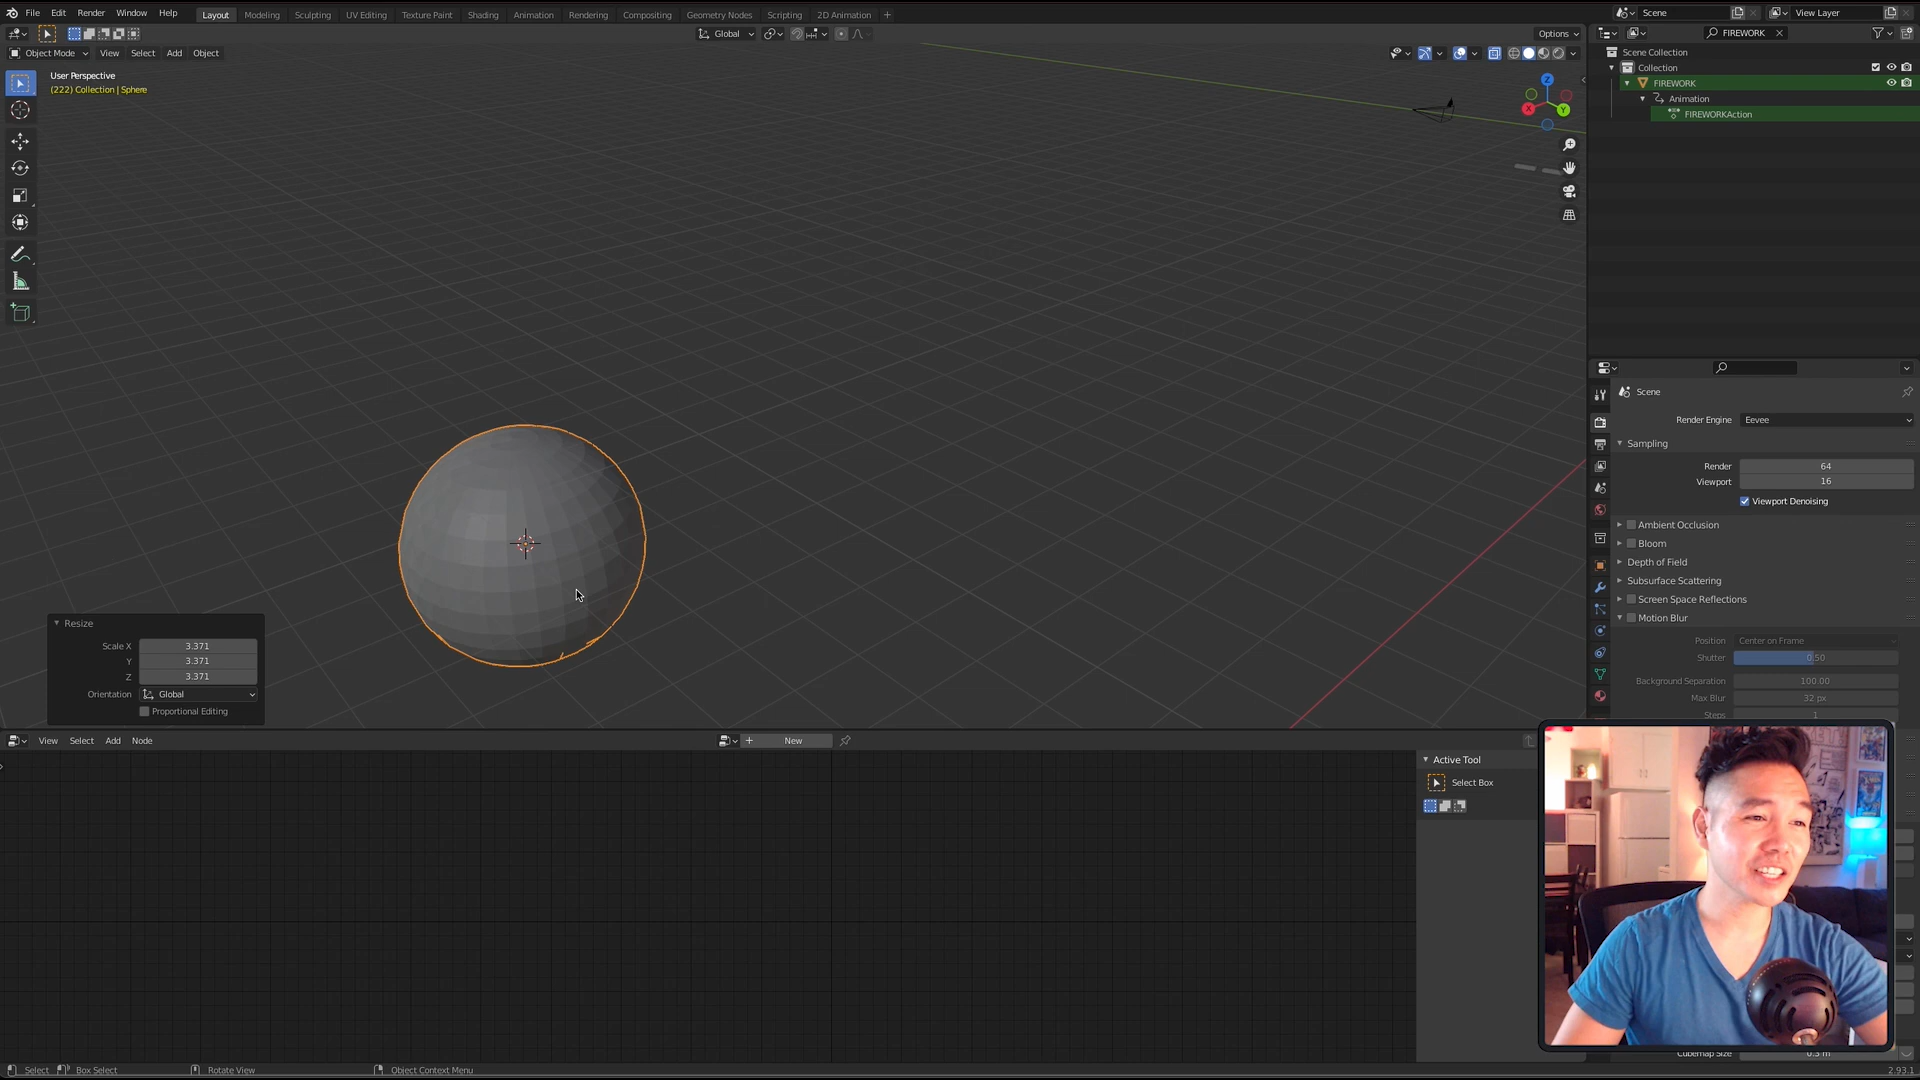 File Edit Render Window Help Layout Modeling Sculpting UV Editing Texture Paint Shading Animation Rendering Compositing Geometry Nodes Scripting 2D Animation + Scene View Layer
Global Options FIREWORK
Object Mode View Select Add Object
User Perspective
(222) Collection | Sphere
Scene Collection
Collection
FIREWORK
Animation
FIREWORKAction
Z
X
Y
Scene
Render Engine Eevee
Sampling
Render 64
Viewport 16
Viewport Denoising
Ambient Occlusion
Bloom
Depth of Field
Subsurface Scattering
Screen Space Reflections
Motion Blur
Position Center on Frame
Shutter 0.50
Background Separation 100.00
Max Blur 32 px
Steps 1
Resize
Scale X 3.371
Y 3.371
Z 3.371
Orientation Global
Proportional Editing
View Select Add Node + New
Active Tool
Select Box
Cubemap Size 0.3 m
Select Box Select Rotate View Object Context Menu 2.93.1